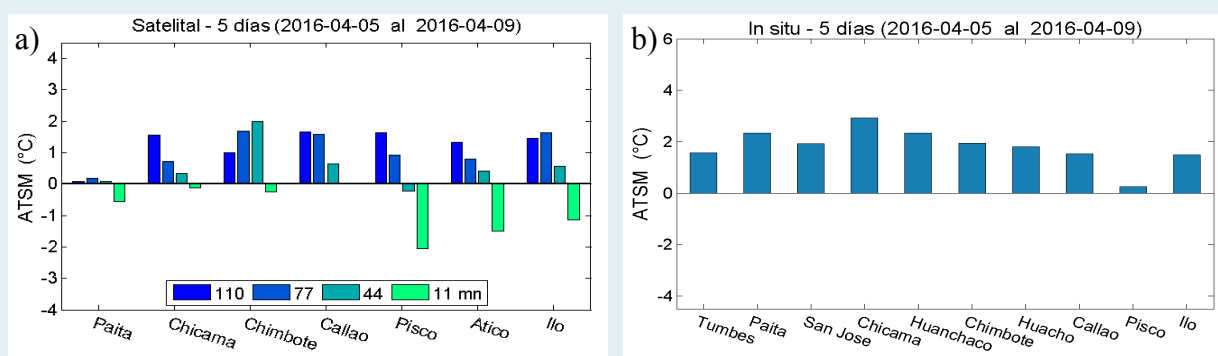 a)
Satelital - 5 días (2016-04-05 al 2016-04-09)
ATSM (°C)
4
3
2
1
0
-1
-2
-3
-4
110 77 44 11 mn
Paita Chicama Chimbote Callao Pisco Atico Ilo
b)
In situ - 5 días (2016-04-05 al 2016-04-09)
ATSM (°C)
6
4
2
0
-2
-4
Tumbes Paita San Jose Chicama Huanchaco Chimbote Huacho Callao Pisco Ilo